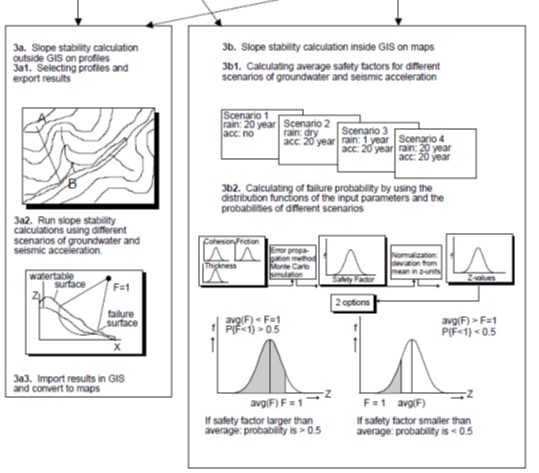 3a. Slope stability calculation
outside GIS on profiles
3a1. Selecting profiles and
export results
A
B
3a2. Run slope stability
calculations using different
scenarios of groundwater and
seismic acceleration.
watertable
surface
Z
F=1
failure
surface
X
3a3. Import results in GIS
and convert to maps
3b. Slope stability calculation inside GIS on maps
3b1. Calculating average safety factors for different
scenarios of groundwater and seismic acceleration
Scenario 1
rain: 20 year
acc: no
Scenario 2
rain: dry
acc: 20 year
Scenario 3
rain: 1 year
acc: 20 year
Scenario 4
rain: 20 year
acc: 20 year
3b2. Calculating of failure probability by using the
distribution functions of the input parameters and the
probabilities of different scenarios
Cohesion Friction
Thickness
Error propa-
gation method
Monte Carlo
simulation
f
Safety Factor
Normalization:
deviation from
mean in z-units
f
Z-values
2 options
avg(F) < F=1
P(F<1) > 0.5
f
Z
avg(F) F = 1
If safety factor larger than
average: probability is > 0.5
avg(F) > F=1
P(F<1) < 0.5
f
Z
F = 1 avg(F)
If safety factor smaller than
average: probability is < 0.5